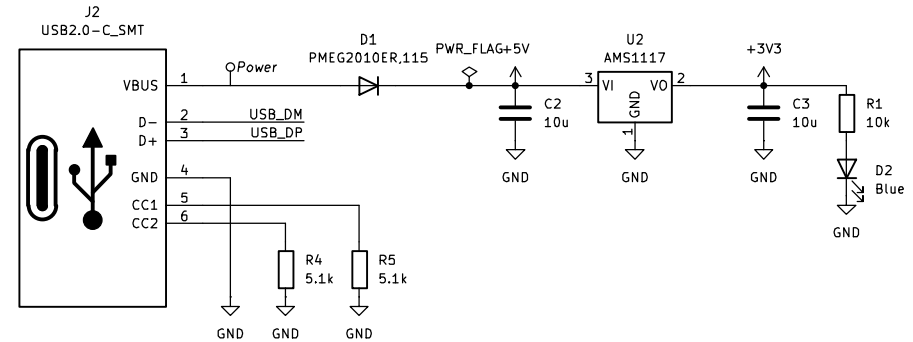 J2
USB2.0-C_SMT
VBUS 1
D- 2 USB_DM
D+ 3 USB_DP
GND 4
CC1 5
CC2 6
Power
D1
PMEG2010ER,115
PWR_FLAG
+5V
C2
10u
GND
U2
AMS1117
3 VI VO 2
GND
1
GND
+3V3
C3
10u
GND
R1
10k
D2
Blue
GND
R4
5.1k
R5
5.1k
GND GND GND